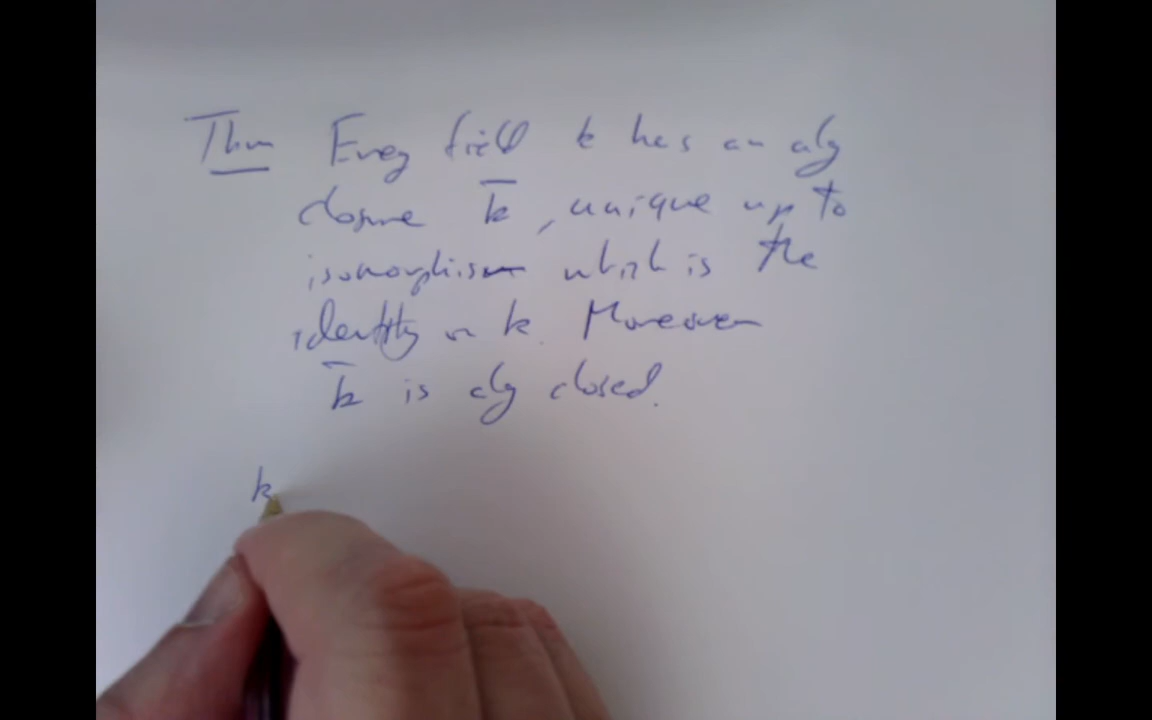 Thm Every field k has an alg
closure k̄, unique up to
isomorphism which is the
identity on k. Moreover
k̄ is alg closed.
k